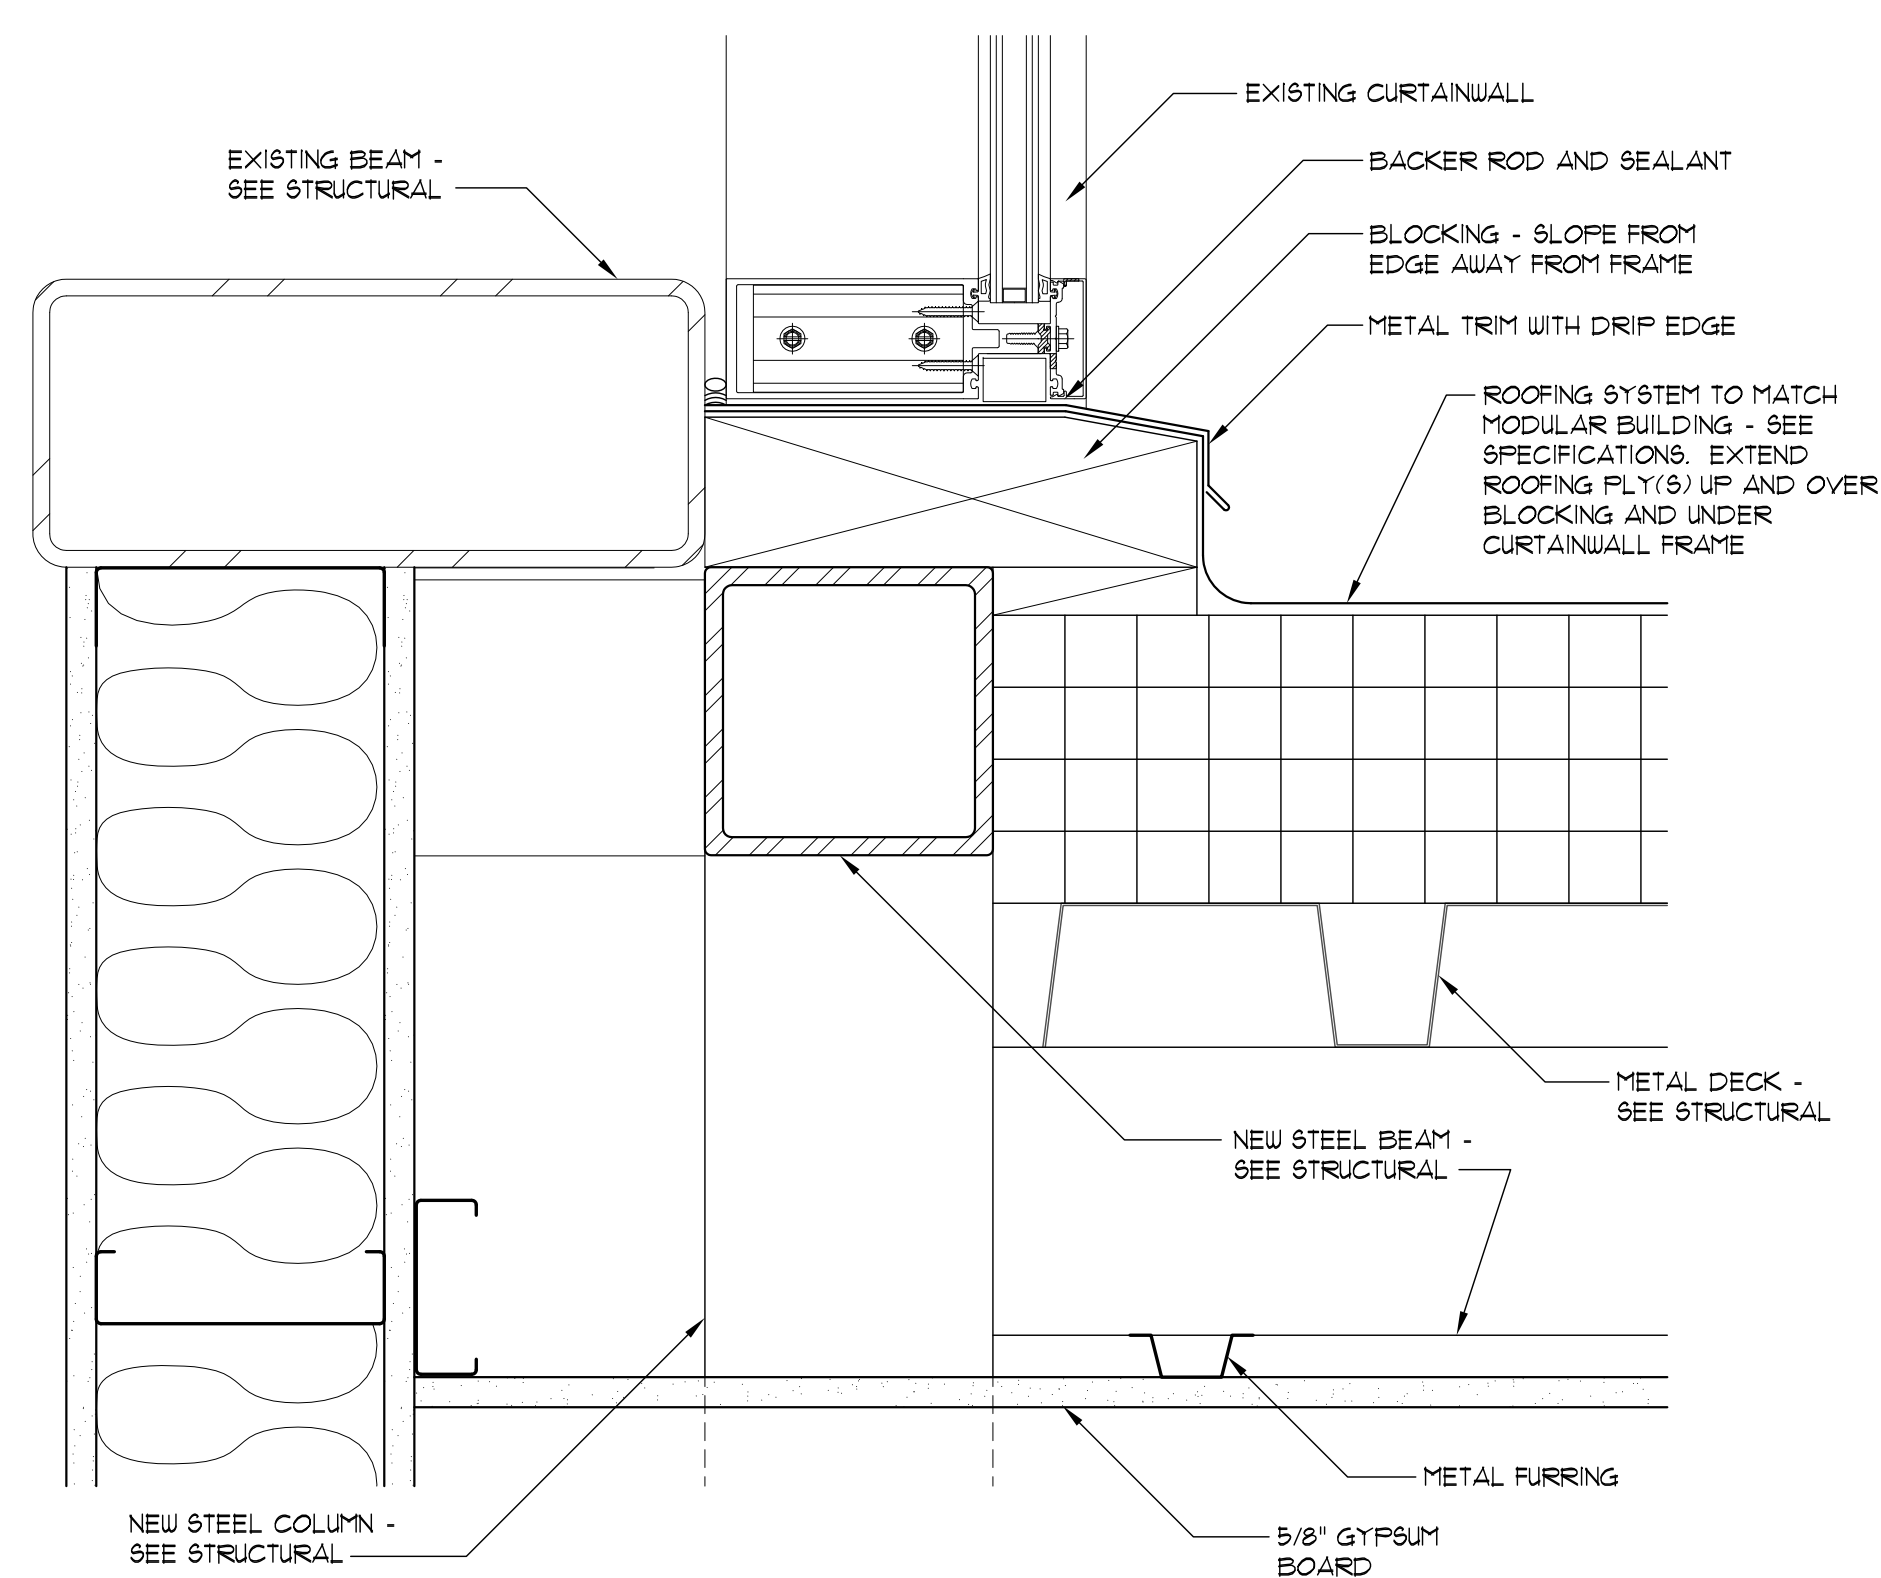 EXISTING CURTAINWALL
EXISTING BEAM -
SEE STRUCTURAL
BACKER ROD AND SEALANT
BLOCKING - SLOPE FROM
EDGE AWAY FROM FRAME
METAL TRIM WITH DRIP EDGE
ROOFING SYSTEM TO MATCH
MODULAR BUILDING - SEE
SPECIFICATIONS. EXTEND
ROOFING PLY(S) UP AND OVER
BLOCKING AND UNDER
CURTAINWALL FRAME
METAL DECK -
SEE STRUCTURAL
NEW STEEL BEAM -
SEE STRUCTURAL
METAL FURRING
NEW STEEL COLUMN -
SEE STRUCTURAL
5/8" GYPSUM
BOARD